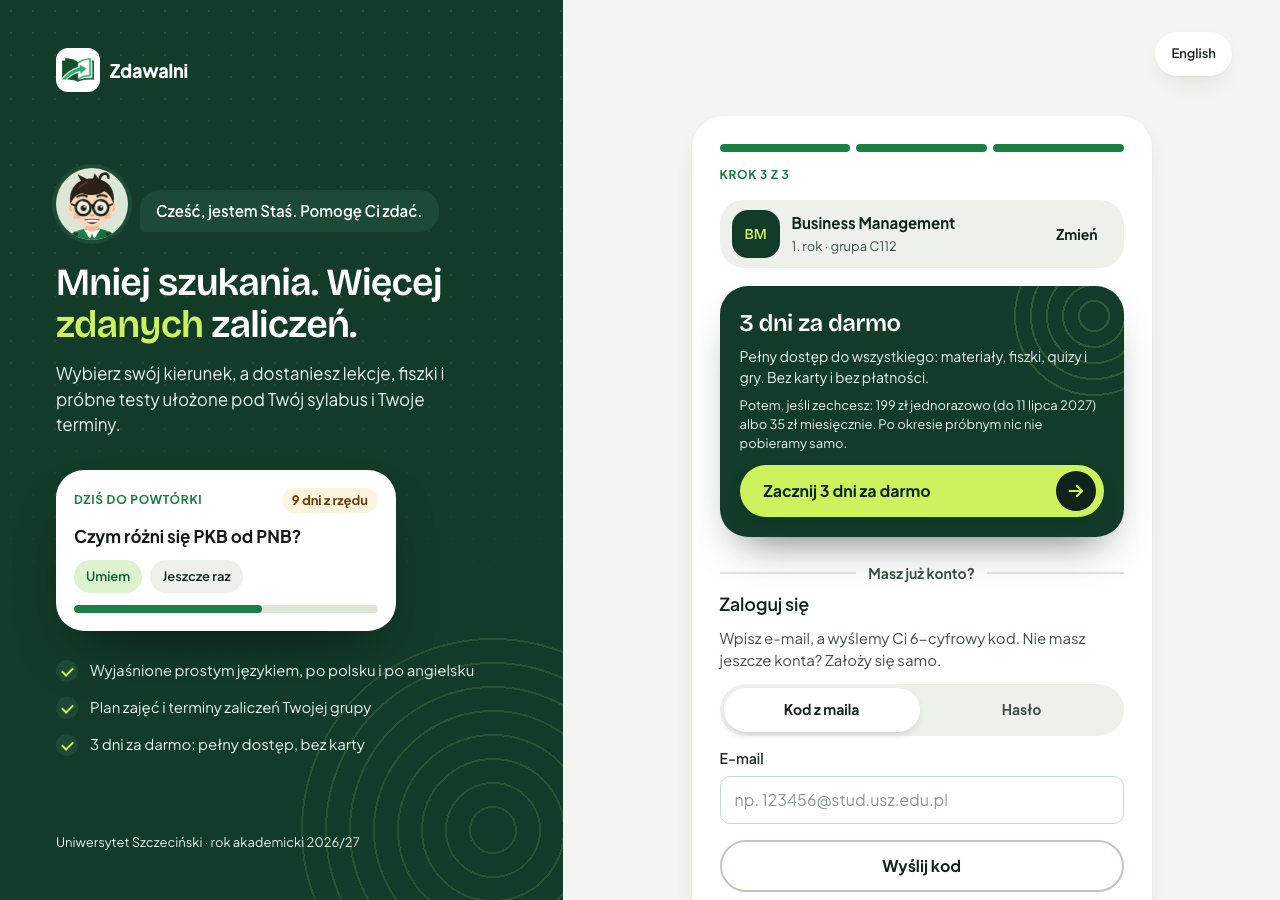 Zdawalni
Cześć, jestem Staś. Pomogę Ci zdać.
Mniej szukania. Więcej
zdanych zaliczeń.
Wybierz swój kierunek, a dostaniesz lekcje, fiszki i
próbne testy ułożone pod Twój sylabus i Twoje
terminy.
DZIŚ DO POWTÓRKI
9 dni z rzędu
Czym różni się PKB od PNB?
Umiem
Jeszcze raz
Wyjaśnione prostym językiem, po polsku i po angielsku
Plan zajęć i terminy zaliczeń Twojej grupy
3 dni za darmo: pełny dostęp, bez karty
Uniwersytet Szczeciński · rok akademicki 2026/27
English
KROK 3 Z 3
BM
Business Management
1. rok · grupa C112
Zmień
3 dni za darmo
Pełny dostęp do wszystkiego: materiały, fiszki, quizy i
gry. Bez karty i bez płatności.
Potem, jeśli zechcesz: 199 zł jednorazowo (do 11 lipca 2027)
albo 35 zł miesięcznie. Po okresie próbnym nic nie
pobieramy samo.
Zacznij 3 dni za darmo
Masz już konto?
Zaloguj się
Wpisz e-mail, a wyślemy Ci 6-cyfrowy kod. Nie masz
jeszcze konta? Założy się samo.
Kod z maila
Hasło
E-mail
np. 123456@stud.usz.edu.pl
Wyślij kod